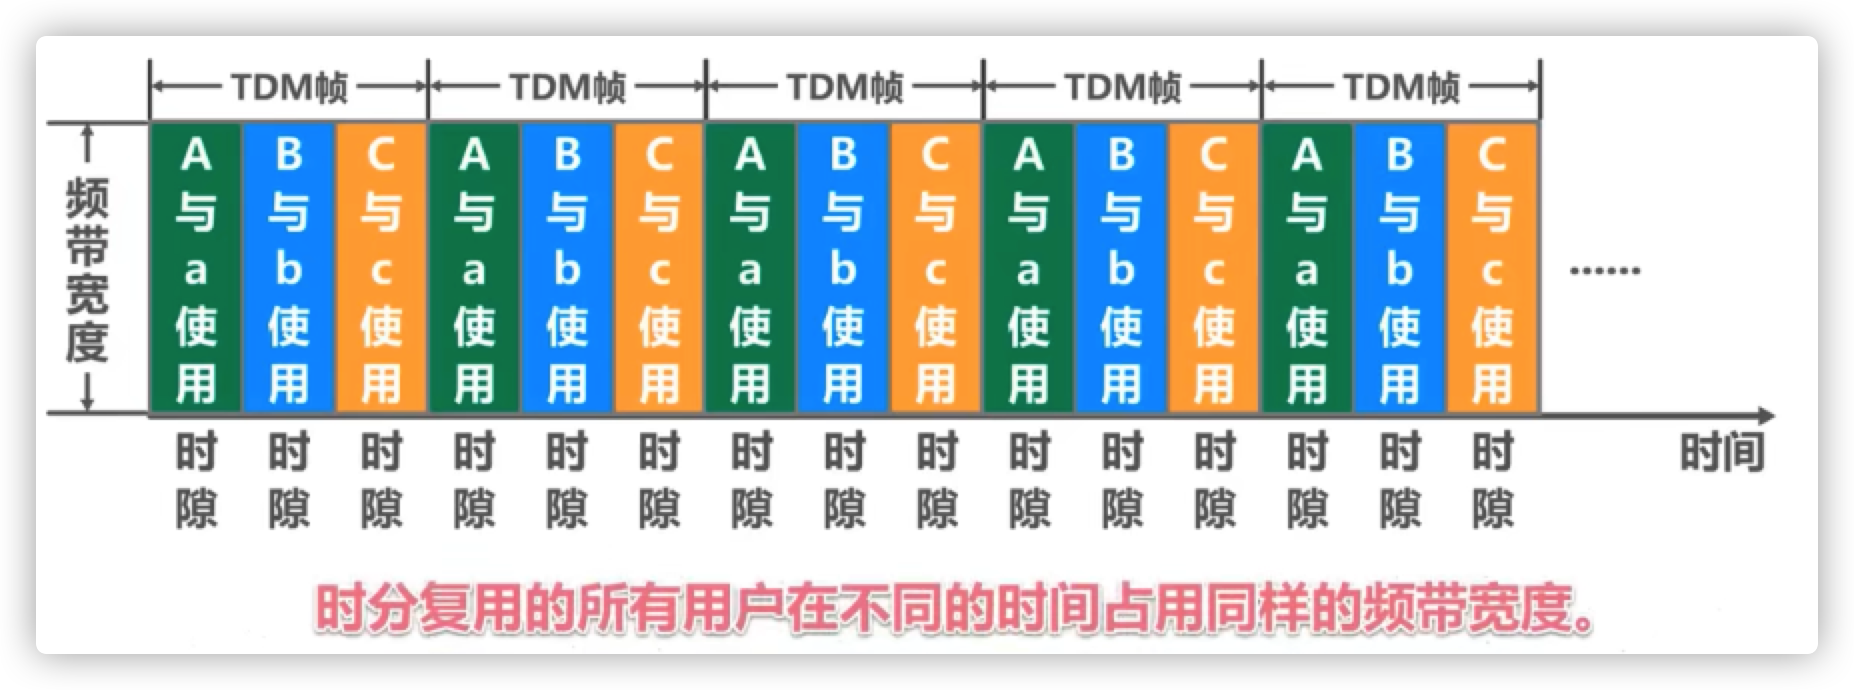 TDM帧 TDM帧 TDM帧 TDM帧 TDM帧
频带宽度
A与a使用 B与b使用 C与c使用 A与a使用 B与b使用 C与c使用 A与a使用 B与b使用 C与c使用 A与a使用 B与b使用 C与c使用 A与a使用 B与b使用 C与c使用 ......
时隙 时隙 时隙 时隙 时隙 时隙 时隙 时隙 时隙 时隙 时隙 时隙 时隙 时隙 时隙 时间
时分复用的所有用户在不同的时间占用同样的频带宽度。